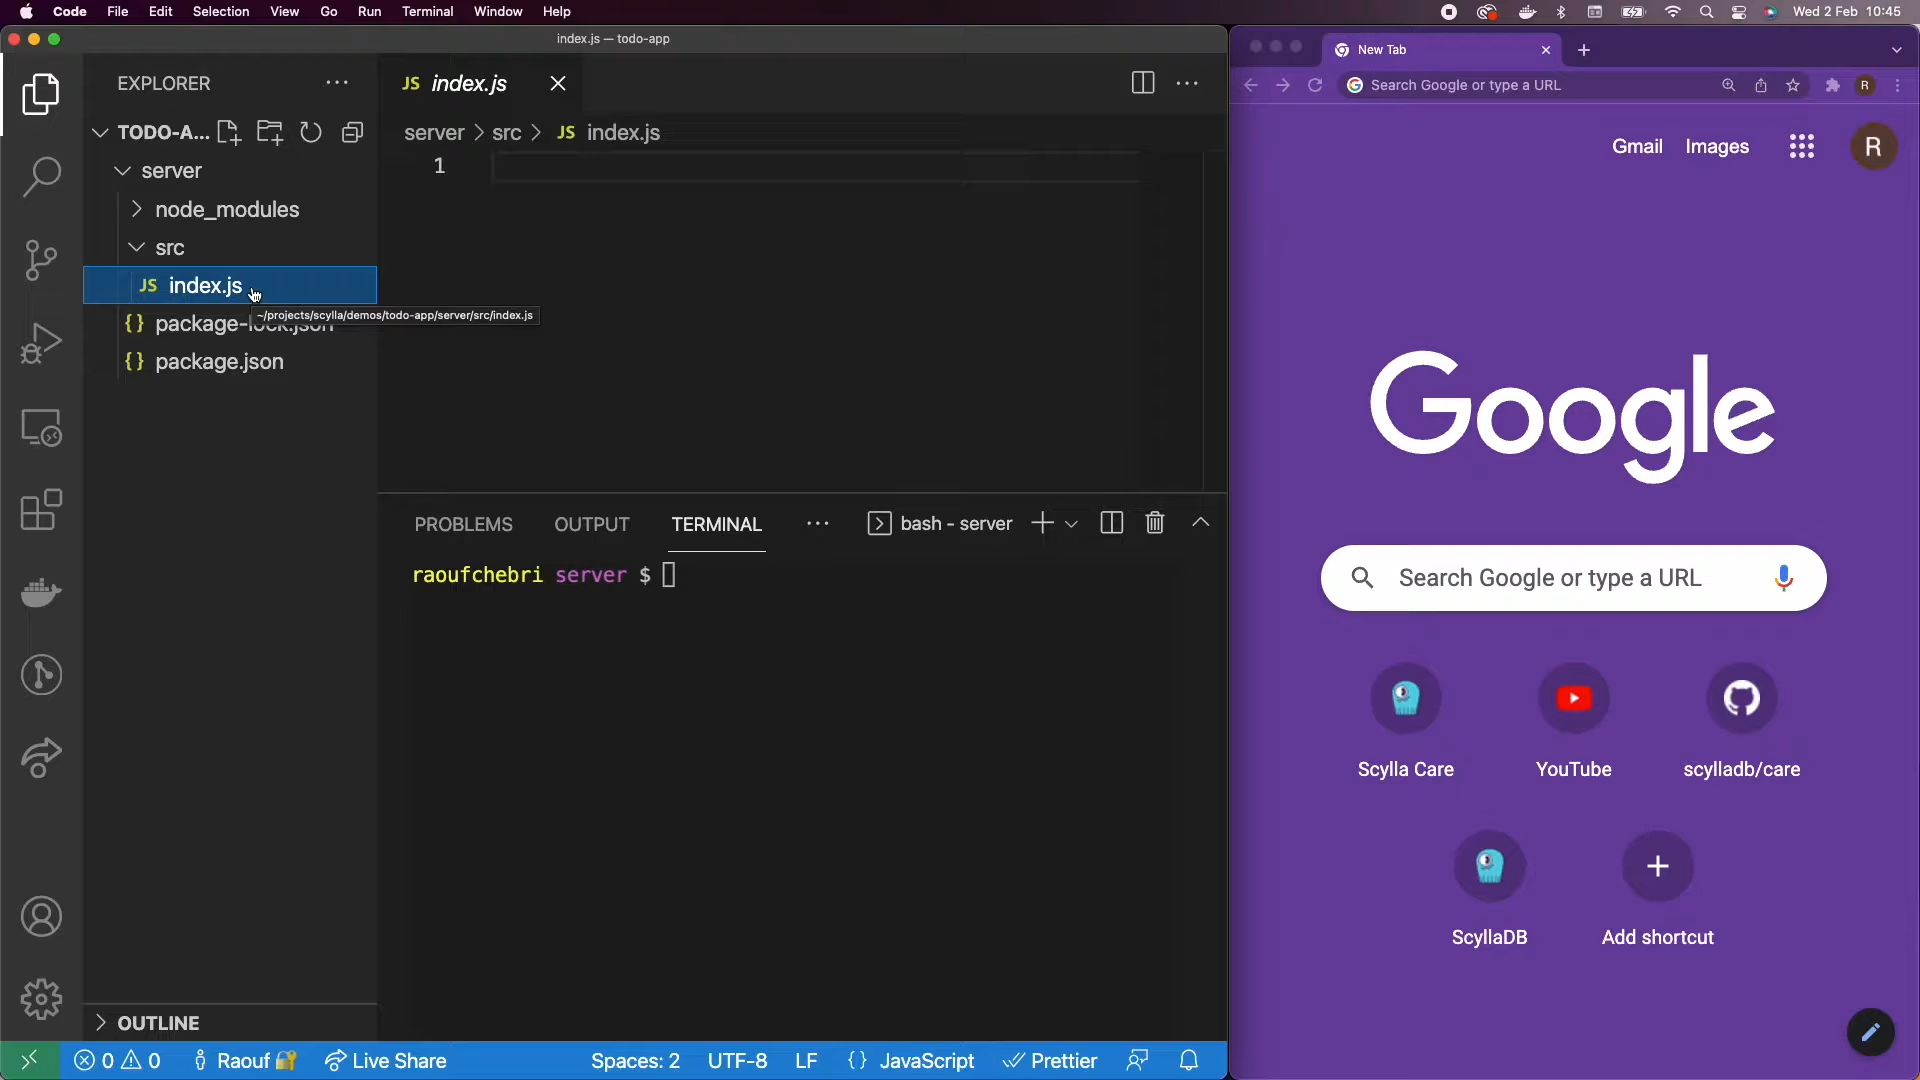 Code File Edit Selection View Go Run Terminal Window Help
Wed 2 Feb 10:45
index.js — todo-app
EXPLORER
TODO-A...
server
node_modules
src
JS index.js
~/projects/scylla/demos/todo-app/server/src/index.js
{} package-lock.json
{} package.json
OUTLINE
JS index.js
server > src > JS index.js
1
PROBLEMS OUTPUT TERMINAL
bash - server
raoufchebri server $
0 0 Raouf Live Share
Spaces: 2 UTF-8 LF {} JavaScript Prettier
New Tab
Search Google or type a URL
R
Gmail Images
R
Google
Search Google or type a URL
Scylla Care YouTube scylladb/care
ScyllaDB Add shortcut